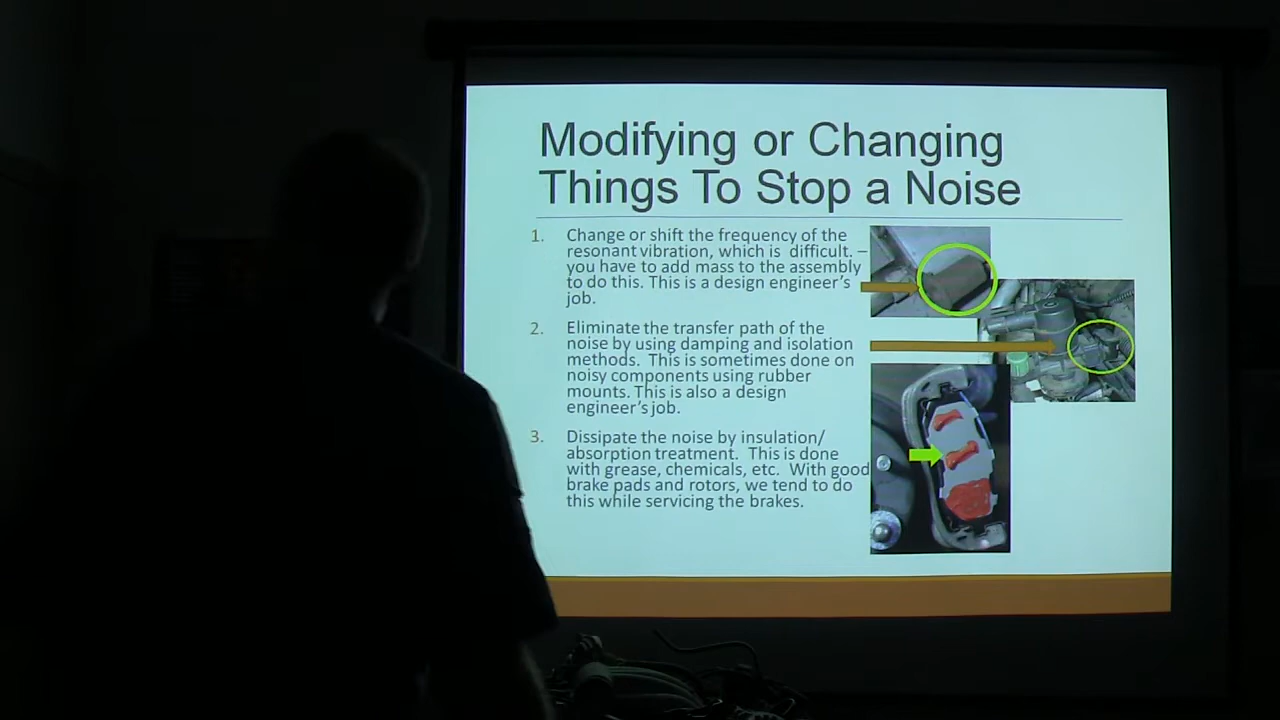 Modifying or Changing
Things To Stop a Noise
1. Change or shift the frequency of the
resonant vibration, which is difficult. –
you have to add mass to the assembly
to do this. This is a design engineer's
job.
2. Eliminate the transfer path of the
noise by using damping and isolation
methods. This is sometimes done on
noisy components using rubber
mounts. This is also a design
engineer's job.
3. Dissipate the noise by insulation/
absorption treatment. This is done
with grease, chemicals, etc. With good
brake pads and rotors, we tend to do
this while servicing the brakes.